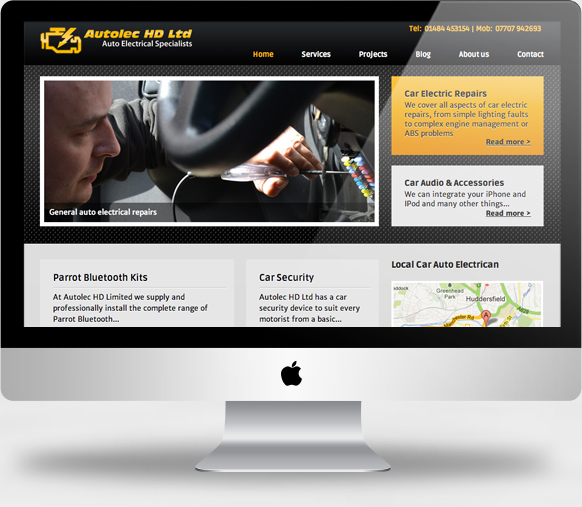 Autolec HD Ltd
Auto Electrical Specialists
Tel: 01484 453154 | Mob: 07707 942693
Home Services Projects Blog About us Contact
General auto electrical repairs
Car Electric Repairs
We cover all aspects of car electric
repairs, from simple lighting faults
to complex engine management or
ABS problems
Read more >
Car Audio & Accessories
We can integrate your iPhone and
IPod and many other things...
Read more >
Parrot Bluetooth Kits
At Autolec HD Limited we supply and
professionally install the complete range of
Parrot Bluetooth...
Car Security
Autolec HD Ltd has a car
security device to suit every
motorist from a basic...
Local Car Auto Electrican
Greenhead
Park
Huddersfield
A